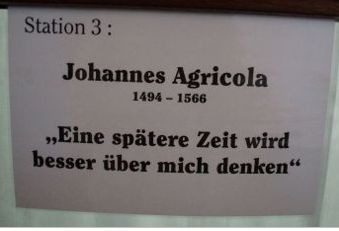 Station 3 :
Johannes Agricola
1494 – 1566
„Eine spätere Zeit wird
besser über mich denken“